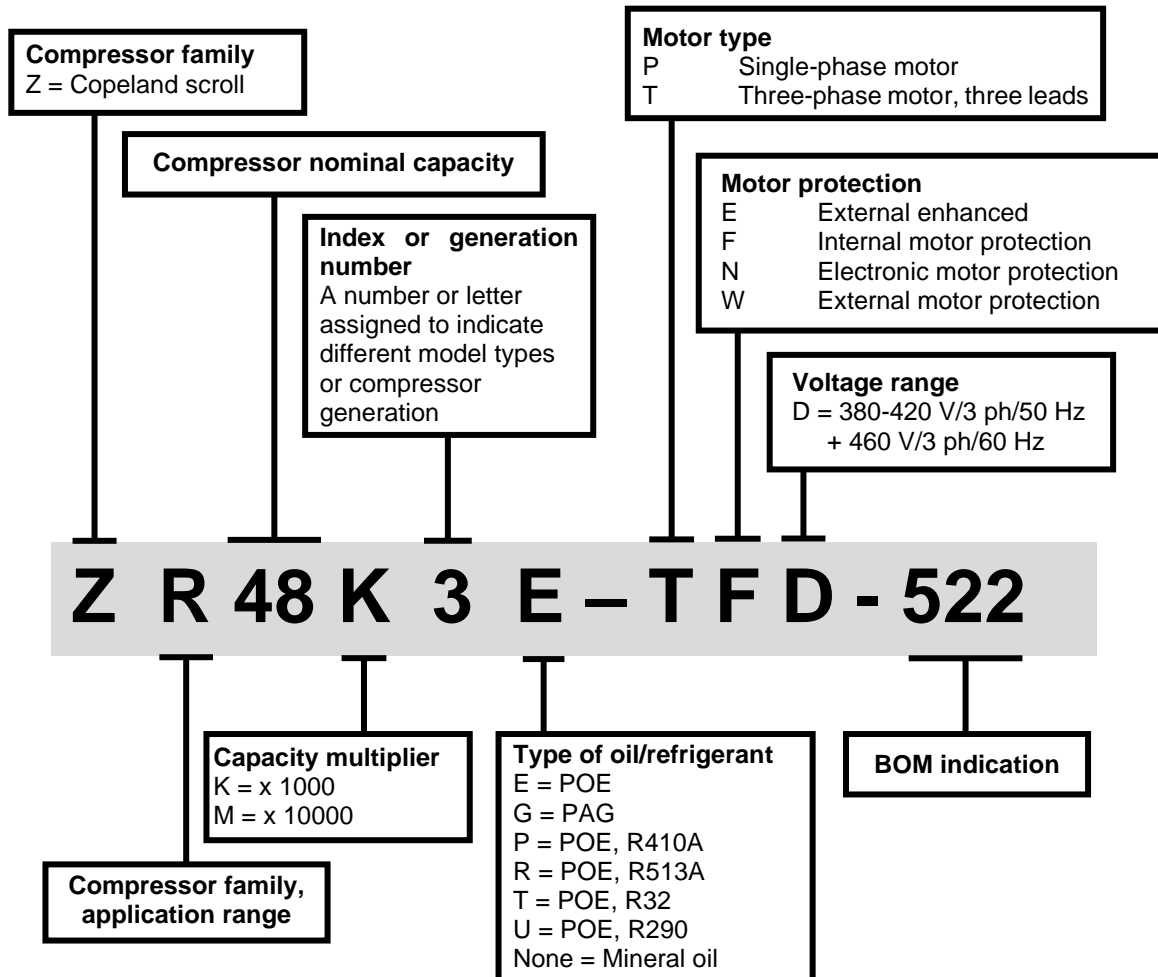 Compressor family
Z = Copeland scroll
Motor type
P Single-phase motor
T Three-phase motor, three leads
Compressor nominal capacity
Motor protection
E External enhanced
F Internal motor protection
N Electronic motor protection
W External motor protection
Index or generation
number
A number or letter
assigned to indicate
different model types
or compressor
generation
Voltage range
D = 380-420 V/3 ph/50 Hz
+ 460 V/3 ph/60 Hz
Z R 48 K 3 E – T F D - 522
Capacity multiplier
K = x 1000
M = x 10000
Type of oil/refrigerant
E = POE
G = PAG
P = POE, R410A
R = POE, R513A
T = POE, R32
U = POE, R290
None = Mineral oil
BOM indication
Compressor family,
application range